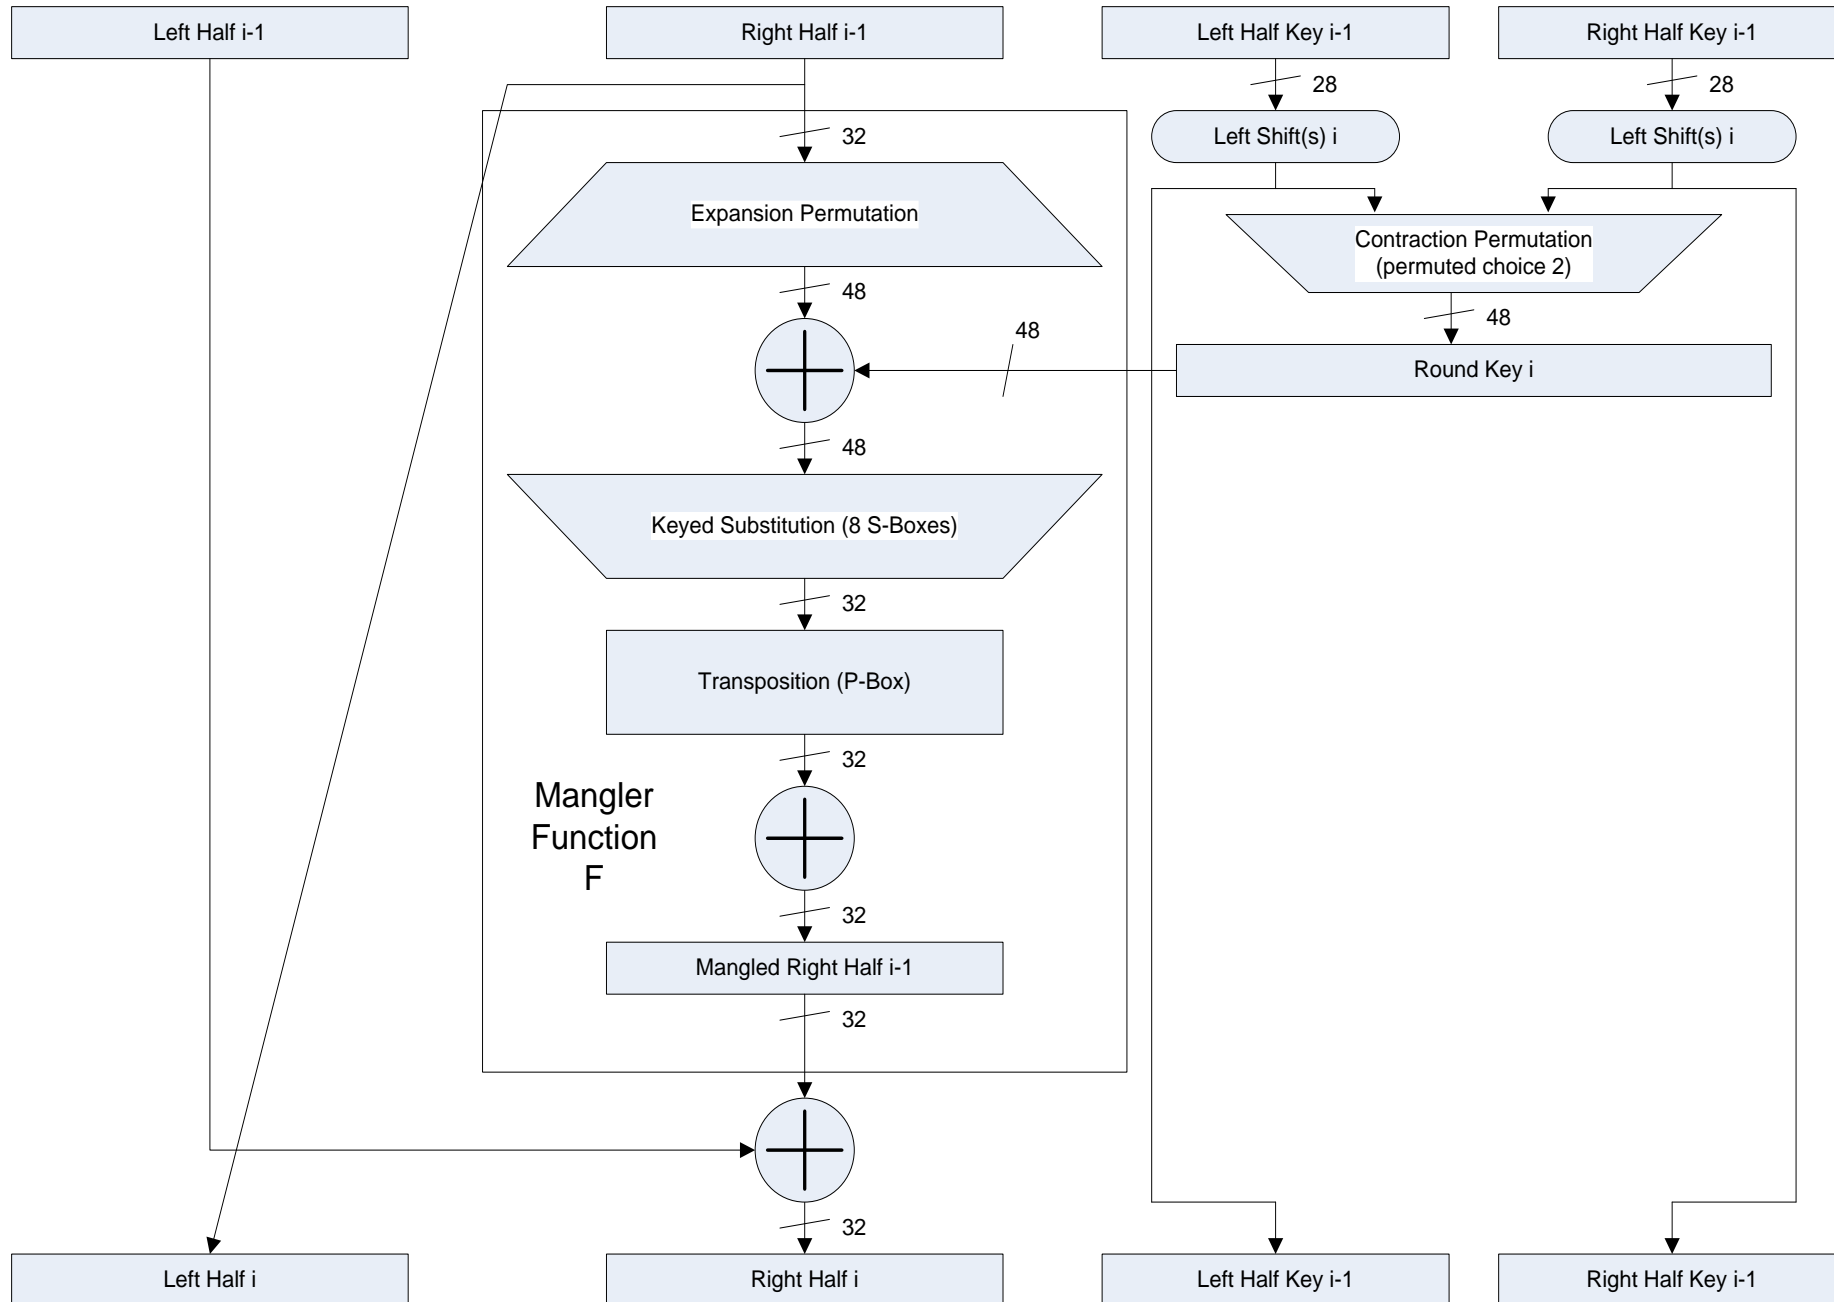 Left Half i-1
Right Half i-1
Left Half Key i-1
Right Half Key i-1
28
28
32
Left Shift(s) i
Left Shift(s) i
Expansion Permutation
Contraction Permutation
(permuted choice 2)
48
48
48
Round Key i
48
Keyed Substitution (8 S-Boxes)
32
Transposition (P-Box)
32
Mangler
Function
F
32
Mangled Right Half i-1
32
32
Left Half i
Right Half i
Left Half Key i-1
Right Half Key i-1